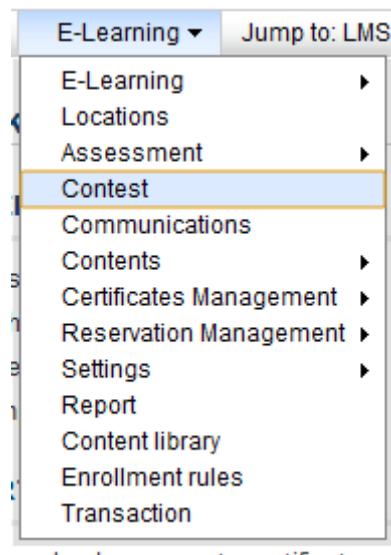 E-Learning Jump to: LMS
E-Learning
Locations
Assessment
Contest
Communications
Contents
Certificates Management
Reservation Management
Settings
Report
Content library
Enrollment rules
Transaction